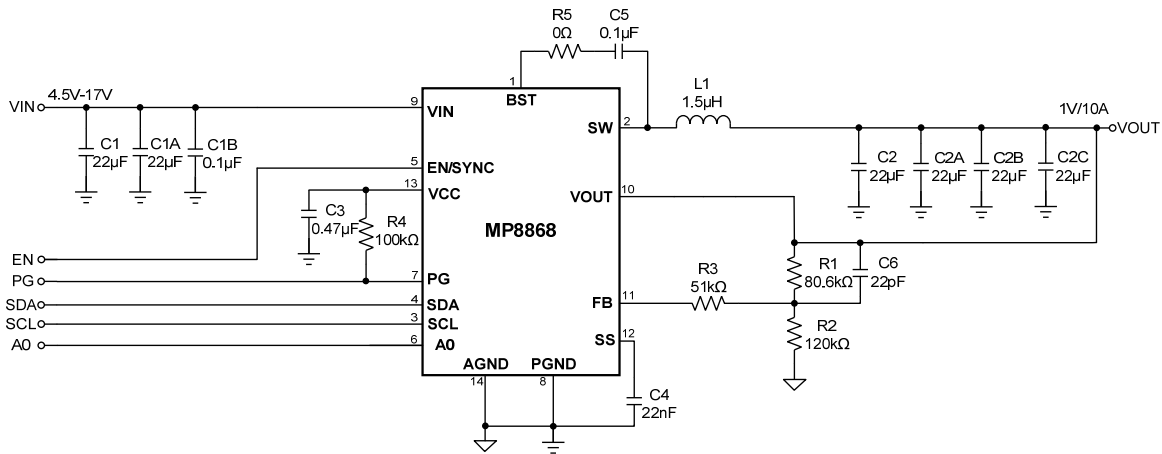 R5
0Ω
C5
0.1µF
1
BST
L1
1.5µH
VIN
4.5V-17V
9
VIN
SW
2
1V/10A
VOUT
C1
22µF
C1A
22µF
C1B
0.1µF
C2
22µF
C2A
22µF
C2B
22µF
C2C
22µF
5
EN/SYNC
13
VCC
VOUT
10
C3
0.47µF
R4
100kΩ
MP8868
EN
PG
7
PG
R3
51kΩ
R1
80.6kΩ
C6
22pF
SDA
4
SDA
FB
11
SCL
3
SCL
R2
120kΩ
A0
6
A0
SS
12
AGND
PGND
14
8
C4
22nF